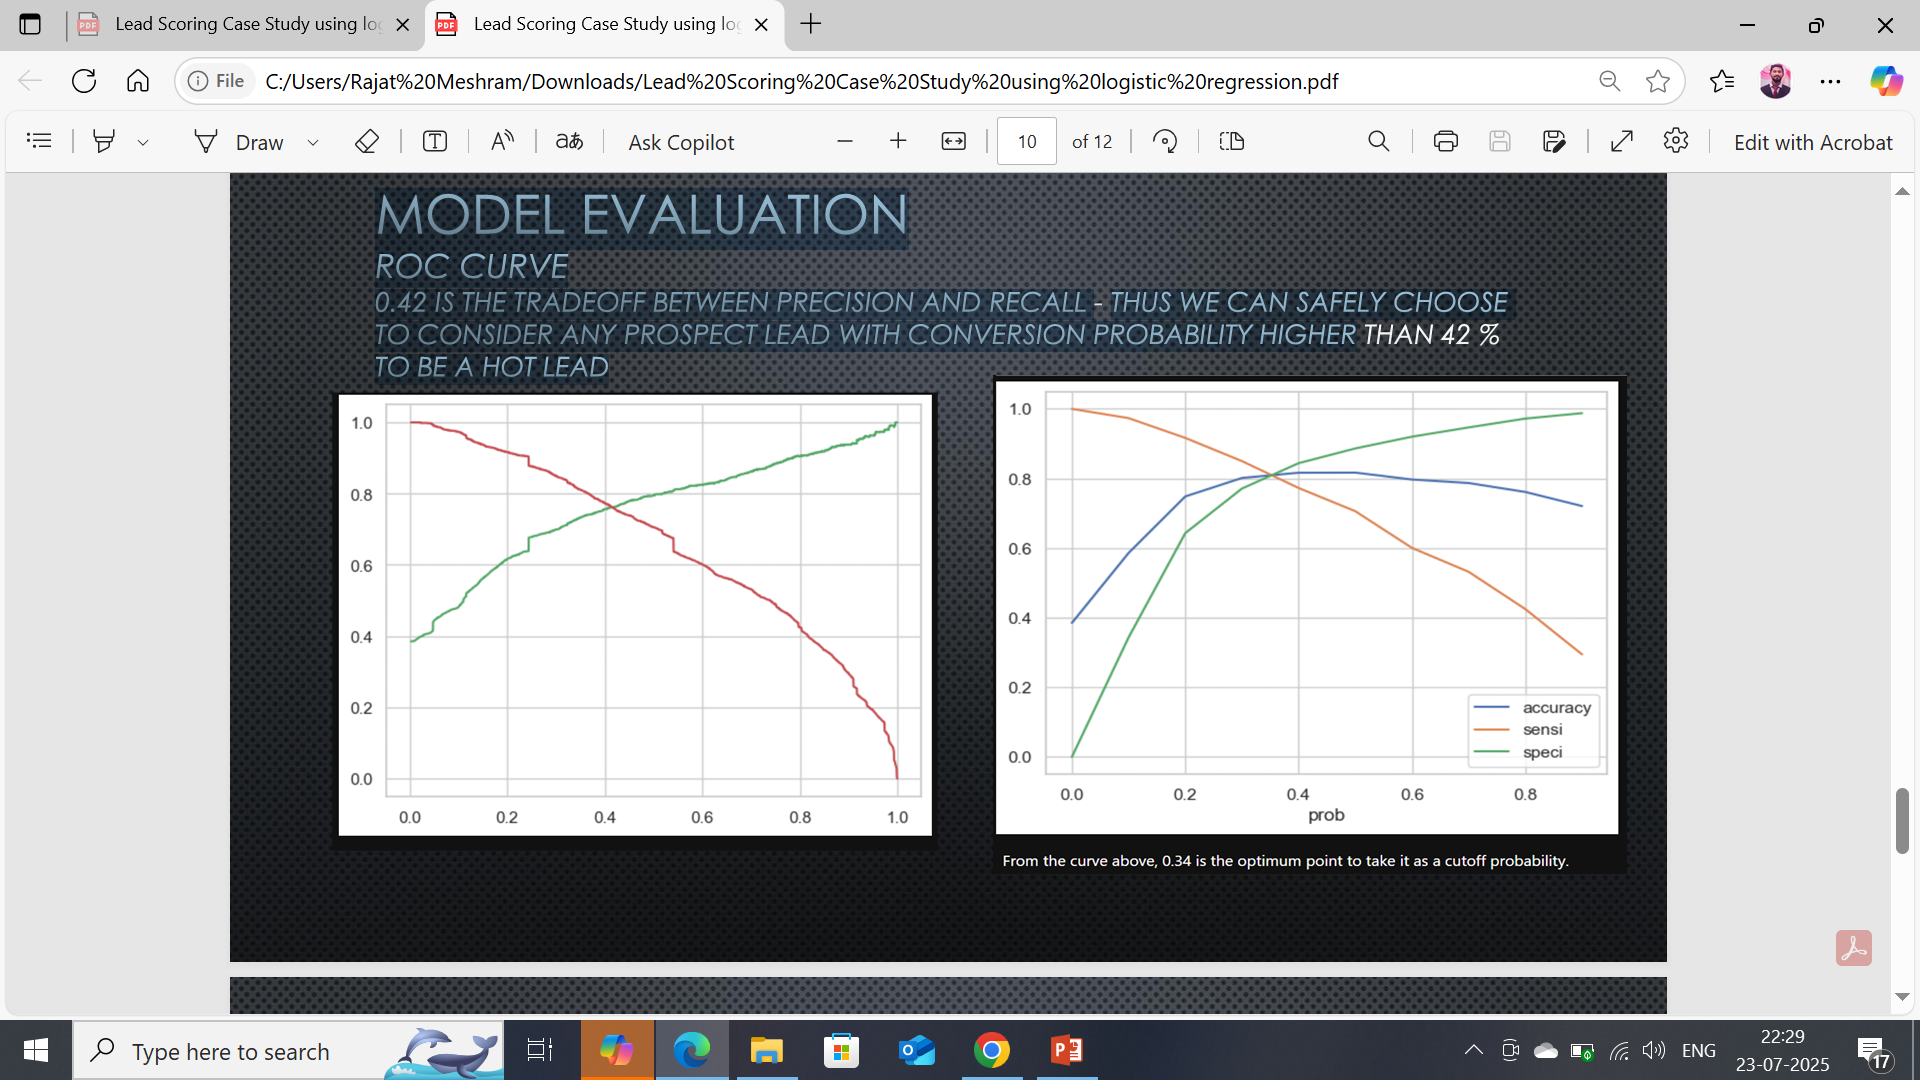 Lead Scoring Case Study using lo
Lead Scoring Case Study using lo
File
C:/Users/Rajat%20Meshram/Downloads/Lead%20Scoring%20Case%20Study%20using%20logistic%20regression.pdf
Draw
T
A
aあ
Ask Copilot
10
of 12
Edit with Acrobat
MODEL EVALUATION
ROC CURVE
0.42 IS THE TRADEOFF BETWEEN PRECISION AND RECALL - THUS WE CAN SAFELY CHOOSE
TO CONSIDER ANY PROSPECT LEAD WITH CONVERSION PROBABILITY HIGHER THAN 42 %
TO BE A HOT LEAD
1.0
0.8
0.6
0.4
0.2
0.0
0.0 0.2 0.4 0.6 0.8 1.0
1.0
0.8
0.6
0.4
0.2
0.0
accuracy
sensi
speci
0.0 0.2 0.4 0.6 0.8
prob
From the curve above, 0.34 is the optimum point to take it as a cutoff probability.
Type here to search
ENG
22:29
23-07-2025
17